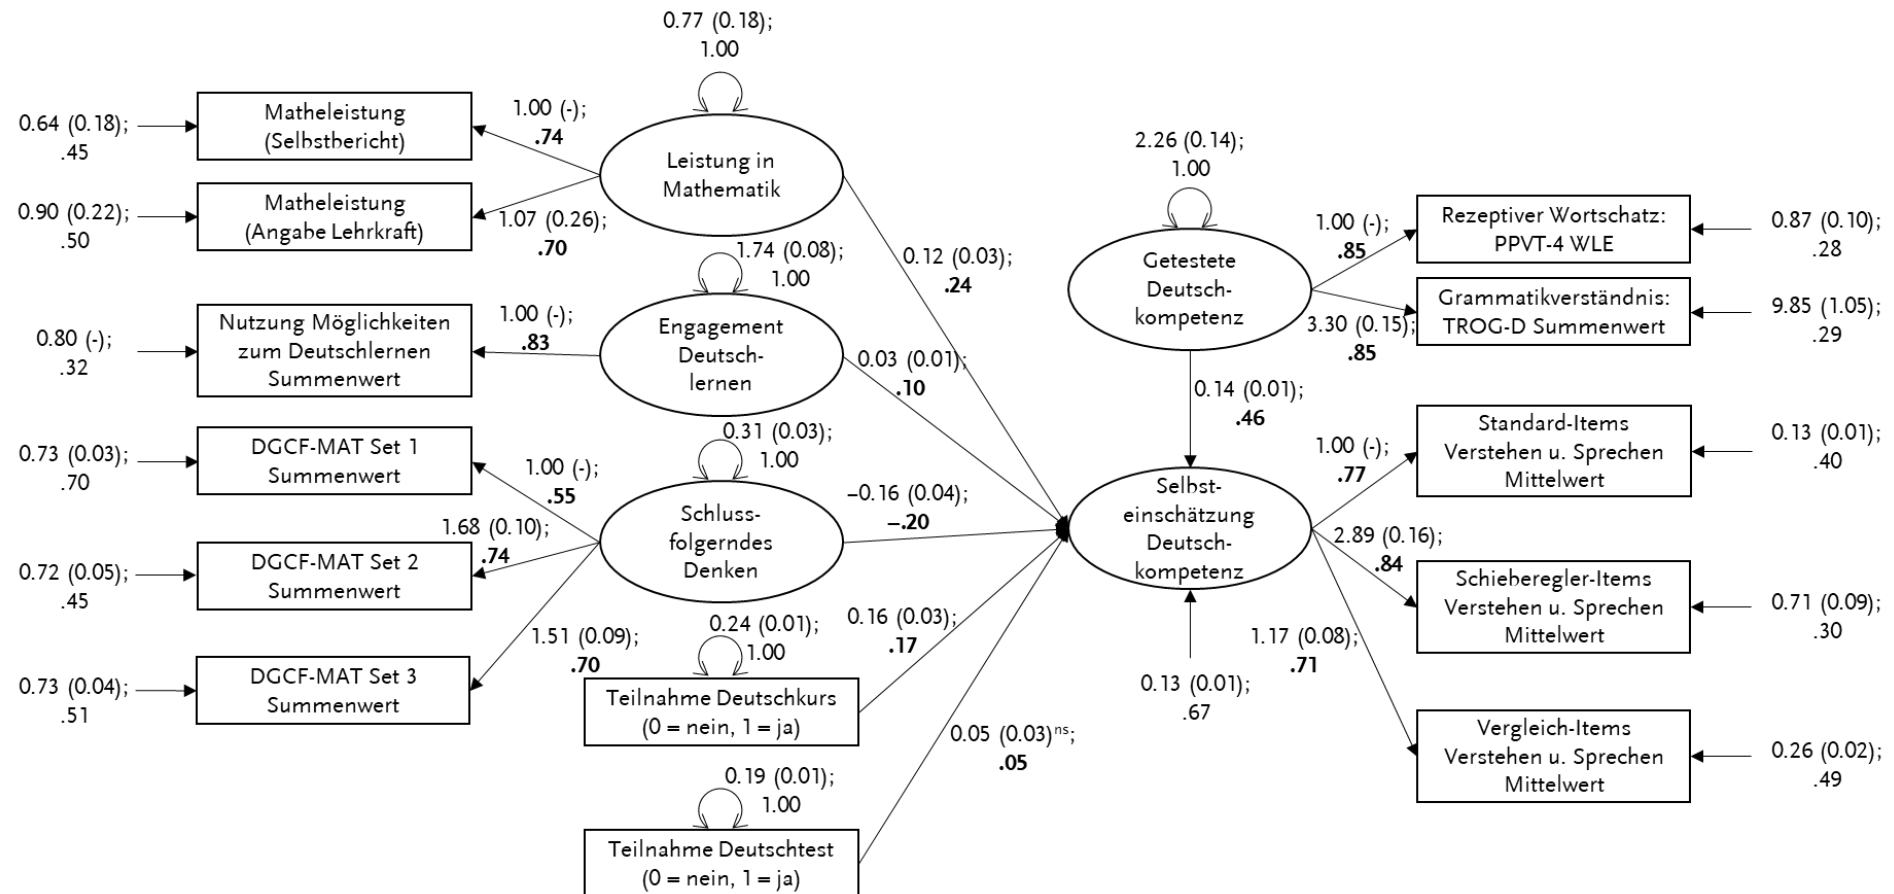 0.77 (0.18);
1.00
0.64 (0.18);
.45
Matheleistung
(Selbstbericht)
1.00 (-);
.74
Leistung in
Mathematik
0.90 (0.22);
.50
Matheleistung
(Angabe Lehrkraft)
1.07 (0.26);
.70
1.74 (0.08);
1.00
0.80 (-);
.32
Nutzung Möglichkeiten
zum Deutschlernen
Summenwert
1.00 (-);
.83
Engagement
Deutsch-
lernen
0.31 (0.03);
1.00
0.73 (0.03);
.70
DGCF-MAT Set 1
Summenwert
1.00 (-);
.55
0.72 (0.05);
.45
DGCF-MAT Set 2
Summenwert
1.68 (0.10);
.74
Schluss-
folgerndes
Denken
0.73 (0.04);
.51
DGCF-MAT Set 3
Summenwert
1.51 (0.09);
.70
0.24 (0.01);
1.00
Teilnahme Deutschkurs
(0 = nein, 1 = ja)
0.19 (0.01);
1.00
Teilnahme Deutschtest
(0 = nein, 1 = ja)
0.12 (0.03);
.24
0.03 (0.01);
.10
−0.16 (0.04);
−.20
0.16 (0.03);
.17
0.05 (0.03)ns;
.05
2.26 (0.14);
1.00
Getestete
Deutsch-
kompetenz
1.00 (-);
.85
Rezeptiver Wortschatz:
PPVT-4 WLE
0.87 (0.10);
.28
3.30 (0.15);
.85
Grammatikverständnis:
TROG-D Summenwert
9.85 (1.05);
.29
0.14 (0.01);
.46
Selbst-
einschätzung
Deutsch-
kompetenz
0.13 (0.01);
.67
1.00 (-);
.77
Standard-Items
Verstehen u. Sprechen
Mittelwert
0.13 (0.01);
.40
2.89 (0.16);
.84
Schieberegler-Items
Verstehen u. Sprechen
Mittelwert
0.71 (0.09);
.30
1.17 (0.08);
.71
Vergleich-Items
Verstehen u. Sprechen
Mittelwert
0.26 (0.02);
.49